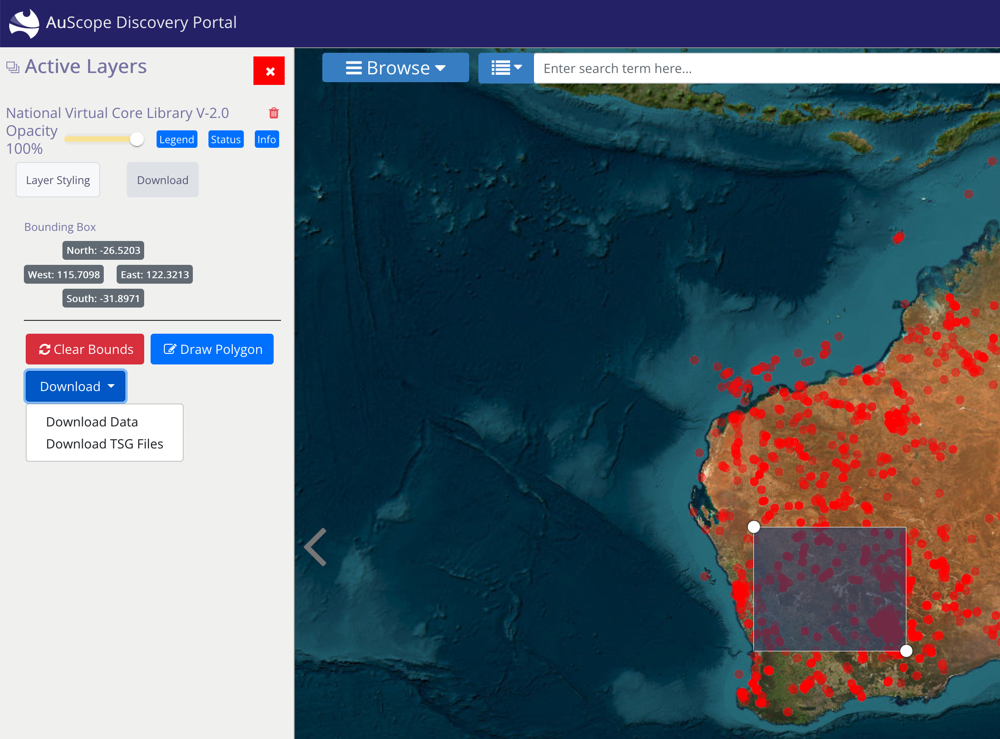 AuScope Discovery Portal
Active Layers
Browse
Enter search term here...
National Virtual Core Library V-2.0
Opacity
100%
Legend
Status
Info
Layer Styling
Download
Bounding Box
North: -26.5203
West: 115.7098
East: 122.3213
South: -31.8971
Clear Bounds
Draw Polygon
Download
Download Data
Download TSG Files